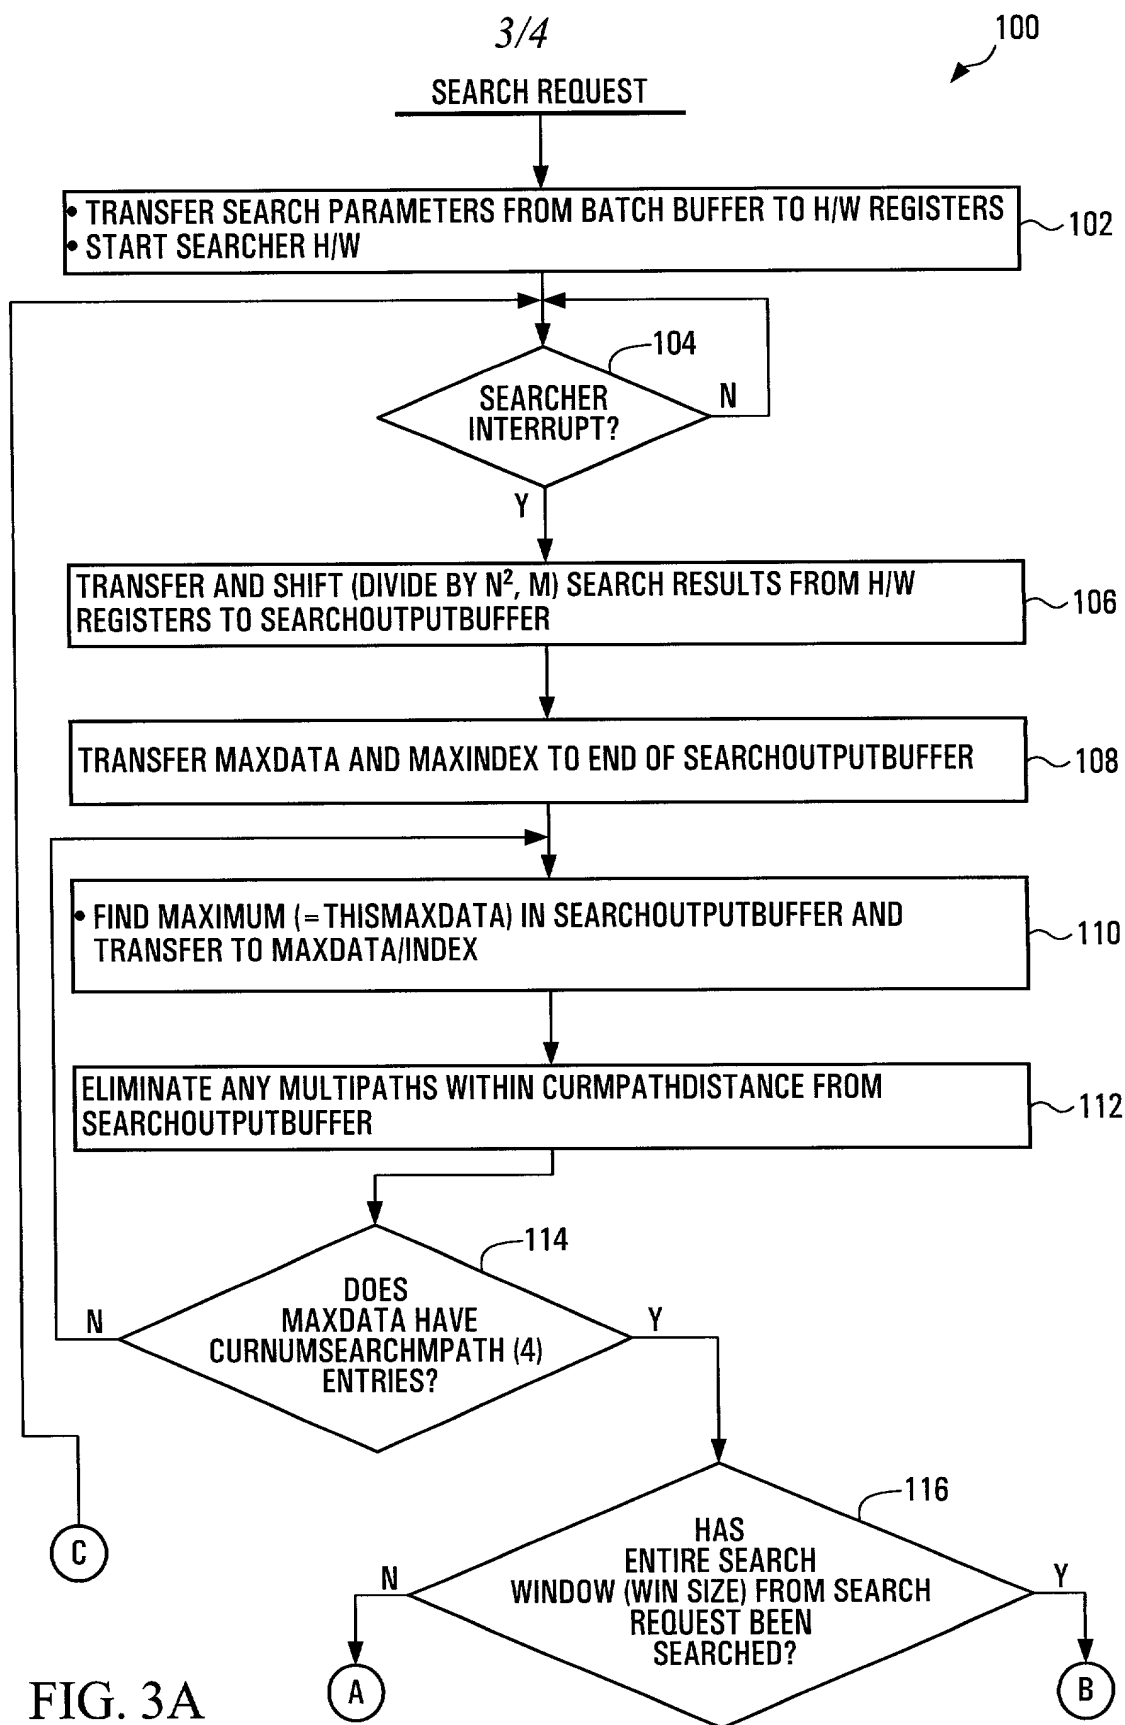 3/4
100
SEARCH REQUEST
• TRANSFER SEARCH PARAMETERS FROM BATCH BUFFER TO H/W REGISTERS
• START SEARCHER H/W
102
104
SEARCHER
INTERRUPT?
N
Y
TRANSFER AND SHIFT (DIVIDE BY N², M) SEARCH RESULTS FROM H/W
REGISTERS TO SEARCHOUTPUTBUFFER
106
TRANSFER MAXDATA AND MAXINDEX TO END OF SEARCHOUTPUTBUFFER
108
• FIND MAXIMUM (=THISMAXDATA) IN SEARCHOUTPUTBUFFER AND
TRANSFER TO MAXDATA/INDEX
110
ELIMINATE ANY MULTIPATHS WITHIN CURMPATHDISTANCE FROM
SEARCHOUTPUTBUFFER
112
114
DOES
MAXDATA HAVE
CURNUMSEARCHMPATH (4)
ENTRIES?
N
Y
116
HAS
ENTIRE SEARCH
WINDOW (WIN SIZE) FROM SEARCH
REQUEST BEEN
SEARCHED?
N
Y
C
A
B
FIG. 3A